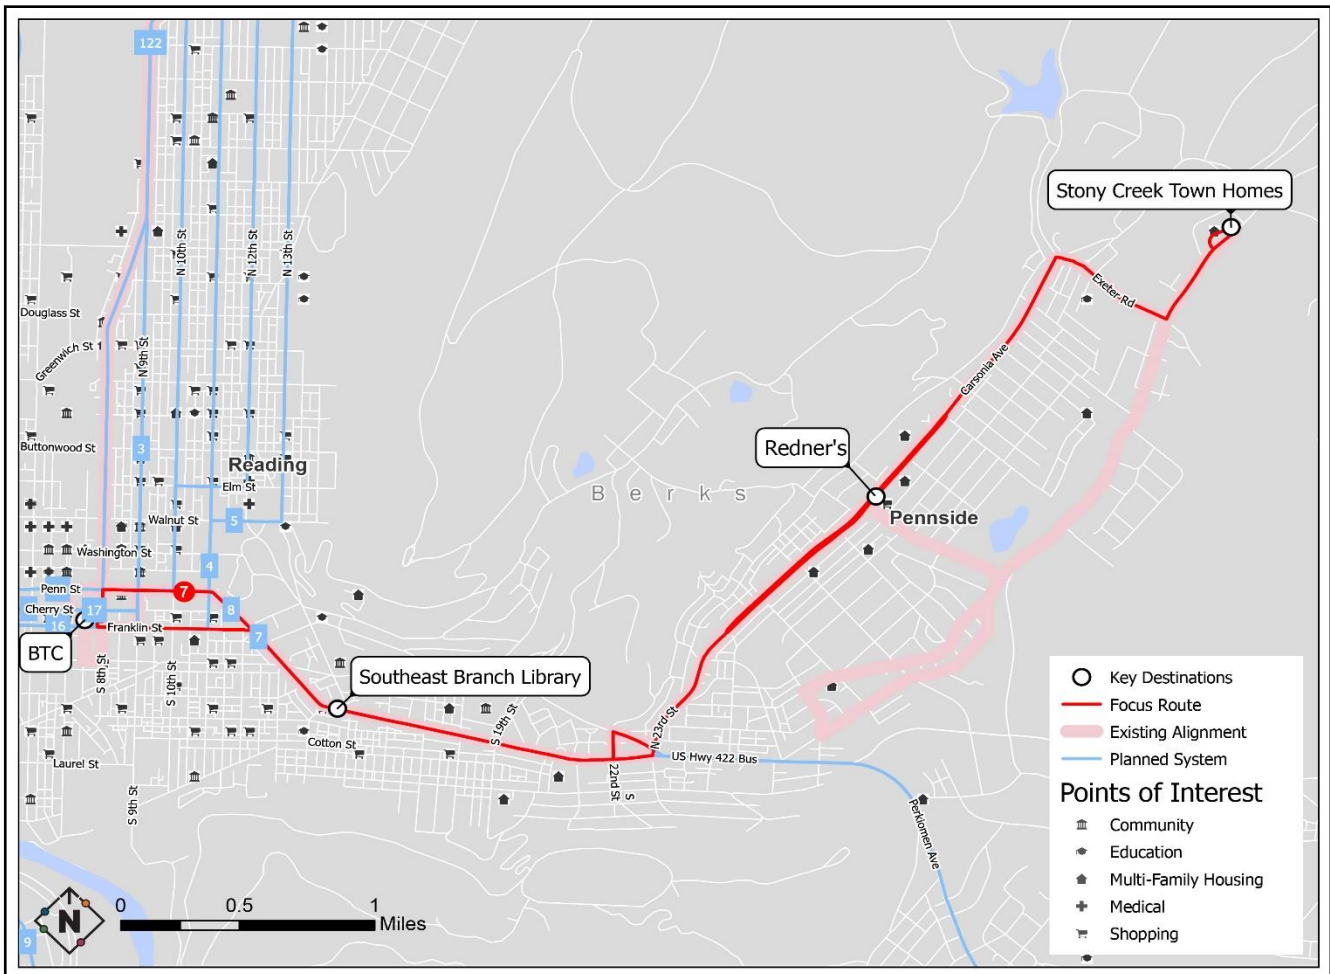 122
Stony Creek Town Homes
N 10th St
N 12th St
N 13th St
Exeter Rd
Douglass St
Greenwich St
N 9th St
Carsonia Ave
Buttonwood St
3
Reading
Redner's
Elm St
Berks
Walnut St
5
Pennside
Washington St
4
Penn St
7
Cherry St
17
8
16
Franklin St
7
BTC
S 8th St
S 10th St
Southeast Branch Library
Key Destinations
Focus Route
Existing Alignment
Planned System
Points of Interest
Community
Education
Multi-Family Housing
Medical
Shopping
S 19th St
N 23rd St
Cotton St
US Hwy 422 Bus
Laurel St
S 9th St
S
22nd St
Perkiomen Ave
N
0
0.5
1
Miles
9